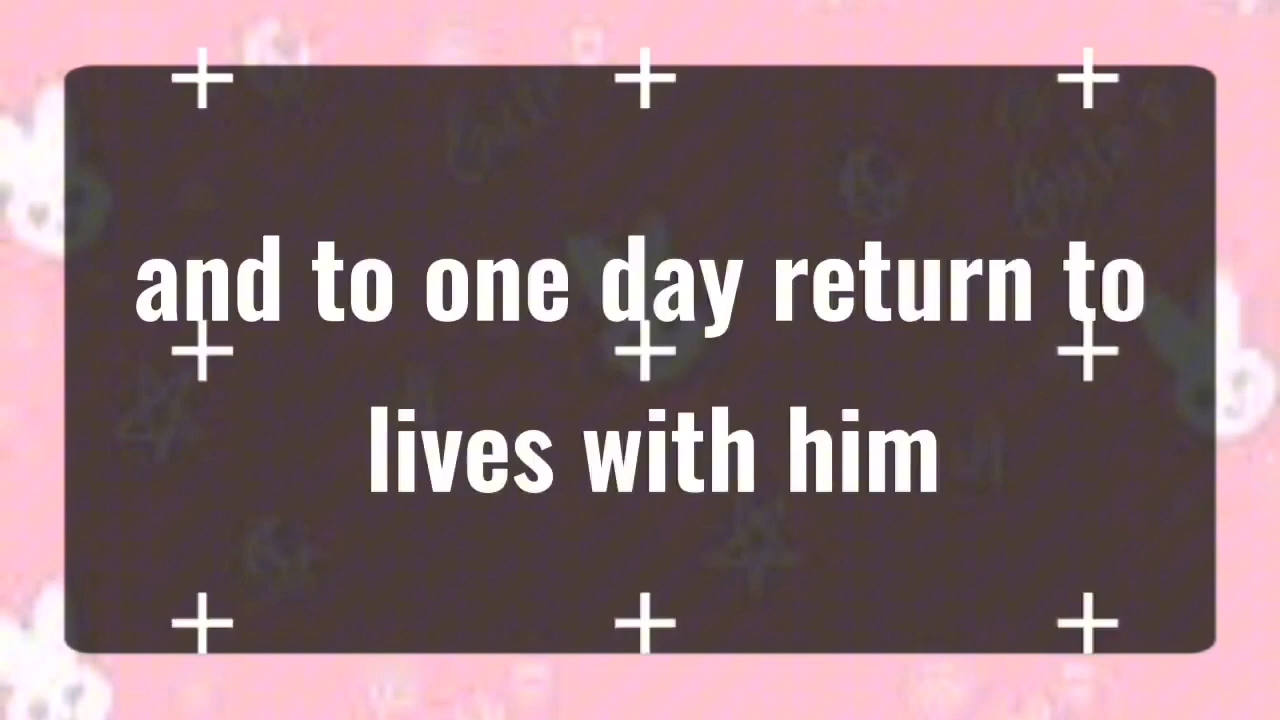 and to one day return to
lives with him